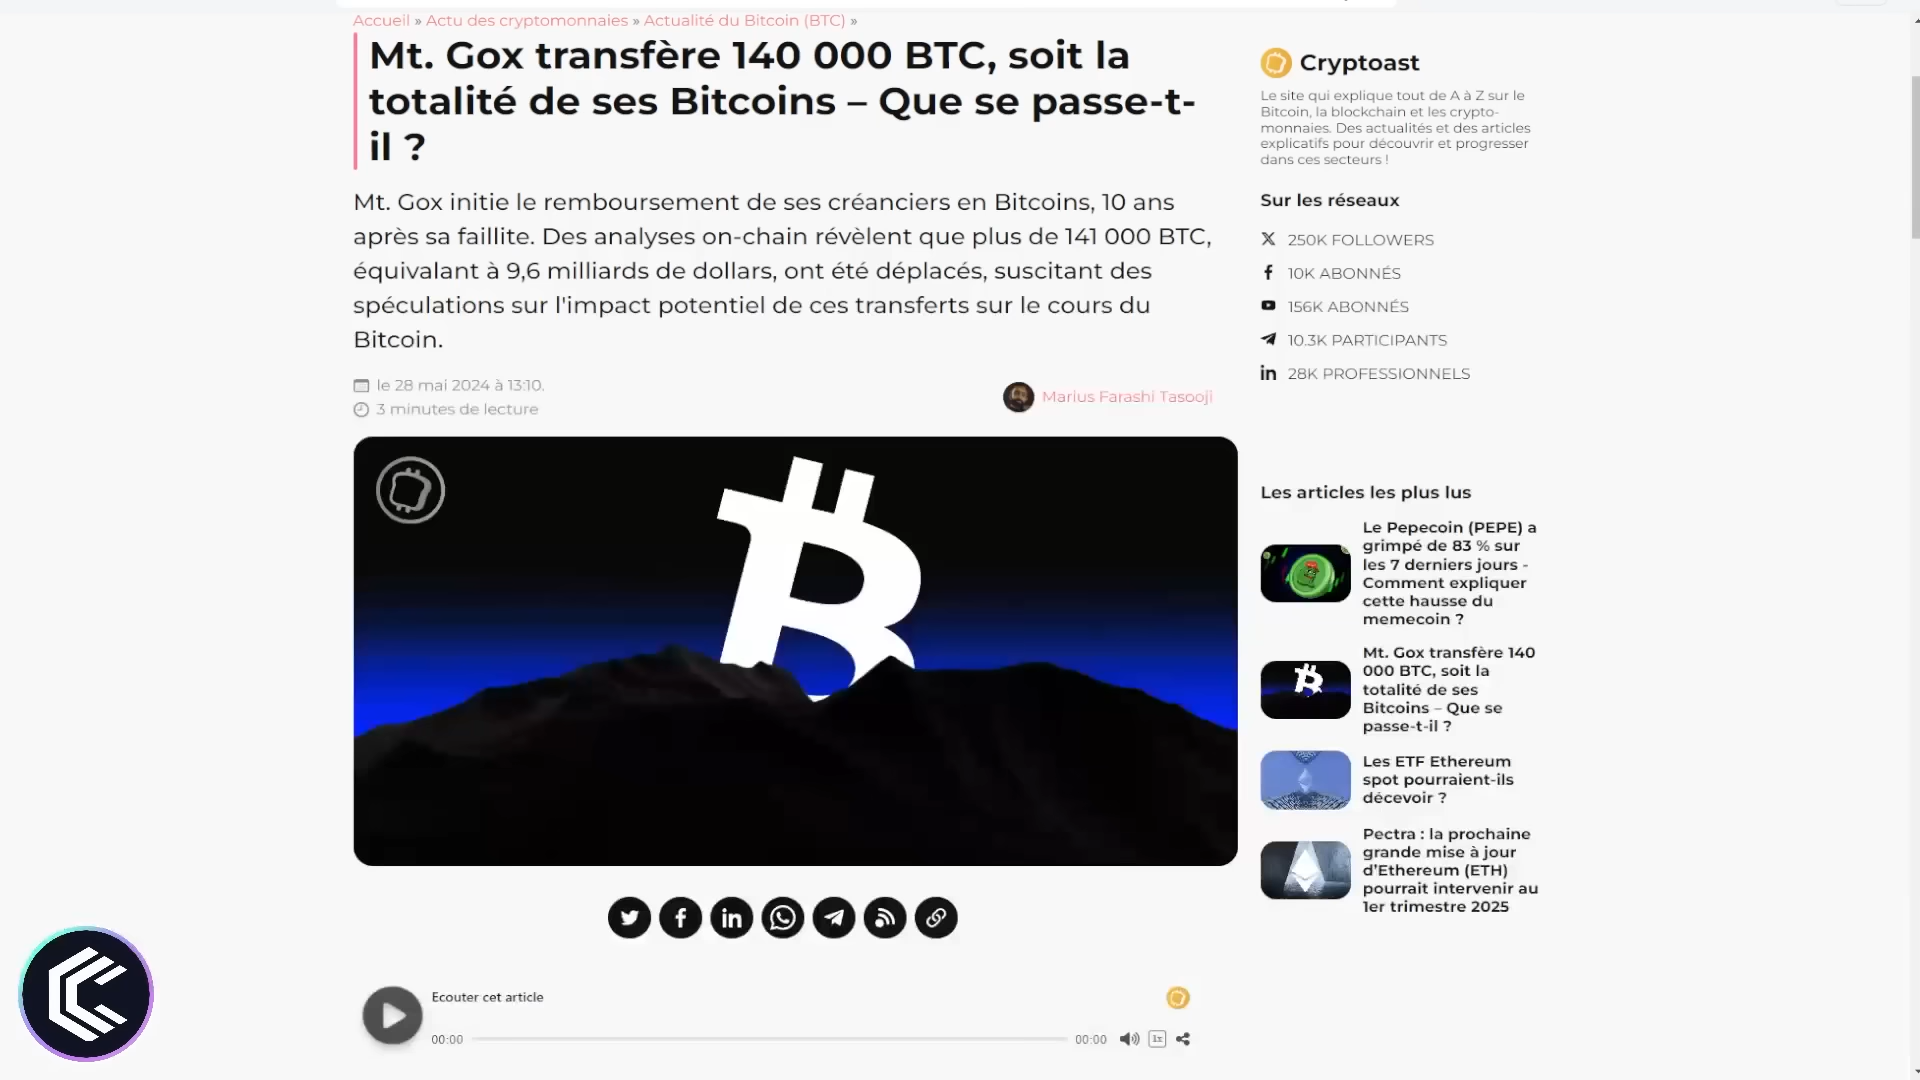 Accueil » Actu des cryptomonnaies » Actualité du Bitcoin (BTC) »
Mt. Gox transfère 140 000 BTC, soit la
totalité de ses Bitcoins – Que se passe-t-
il ?
Mt. Gox initie le remboursement de ses créanciers en Bitcoins, 10 ans
après sa faillite. Des analyses on-chain révèlent que plus de 141 000 BTC,
équivalant à 9,6 milliards de dollars, ont été déplacés, suscitant des
spéculations sur l'impact potentiel de ces transferts sur le cours du
Bitcoin.
le 28 mai 2024 à 13:10.
3 minutes de lecture
Marius Farashi Tasooji
Ecouter cet article
00:00
00:00
1x
Cryptoast
Le site qui explique tout de A à Z sur le
Bitcoin, la blockchain et les crypto-
monnaies. Des actualités et des articles
explicatifs pour découvrir et progresser
dans ces secteurs !
Sur les réseaux
250K FOLLOWERS
10K ABONNÉS
156K ABONNÉS
10.3K PARTICIPANTS
28K PROFESSIONNELS
Les articles les plus lus
Le Pepecoin (PEPE) a
grimpé de 83 % sur
les 7 derniers jours -
Comment expliquer
cette hausse du
memecoin ?
Mt. Gox transfère 140
000 BTC, soit la
totalité de ses
Bitcoins – Que se
passe-t-il ?
Les ETF Ethereum
spot pourraient-ils
décevoir ?
Pectra : la prochaine
grande mise à jour
d'Ethereum (ETH)
pourrait intervenir au
1er trimestre 2025